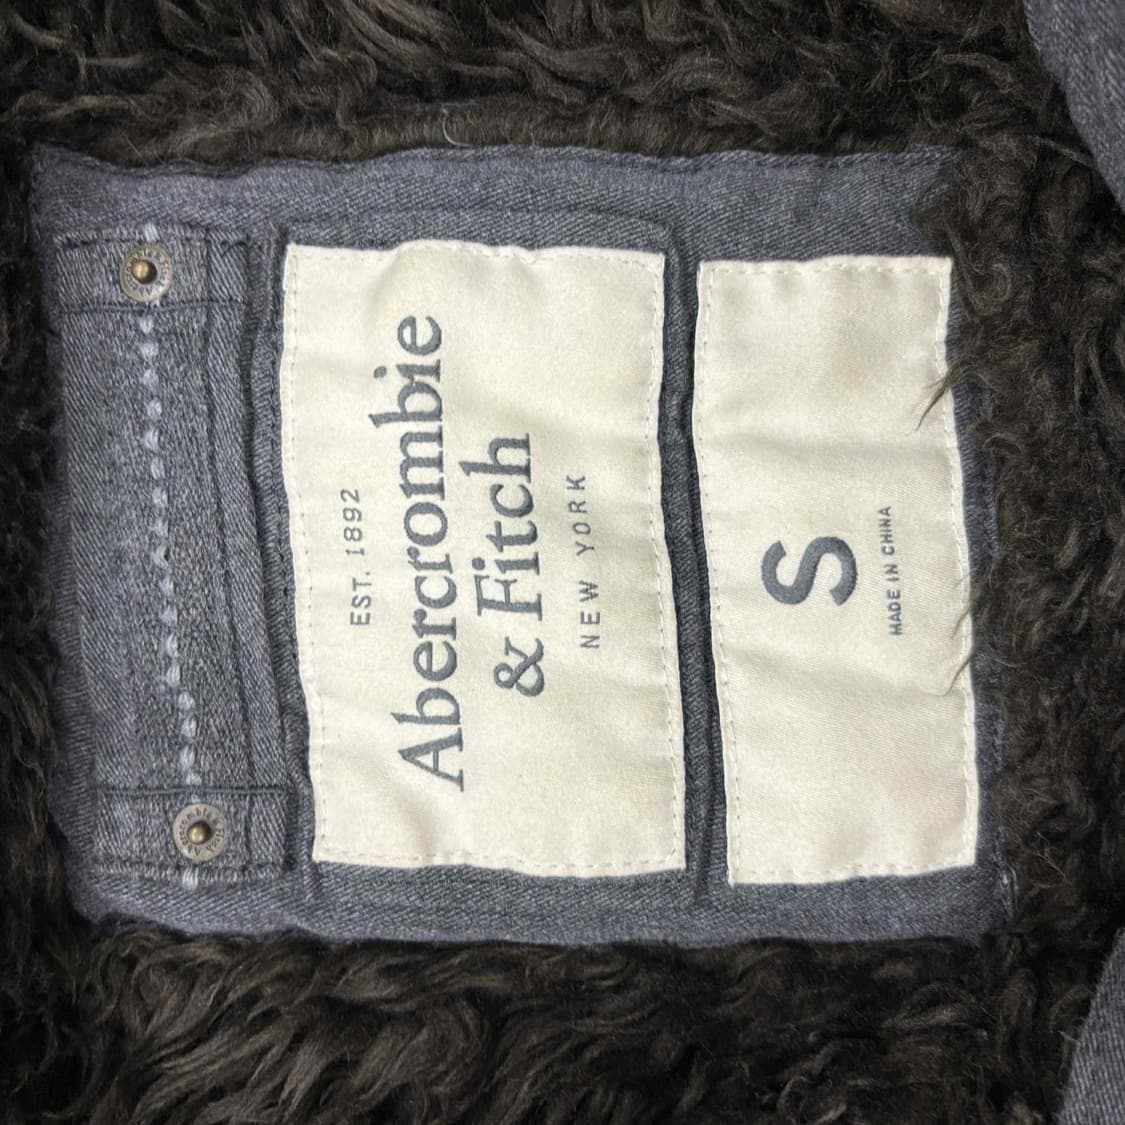 EST. 1892
Abercrombie
& Fitch
NEW YORK
S
MADE IN CHINA